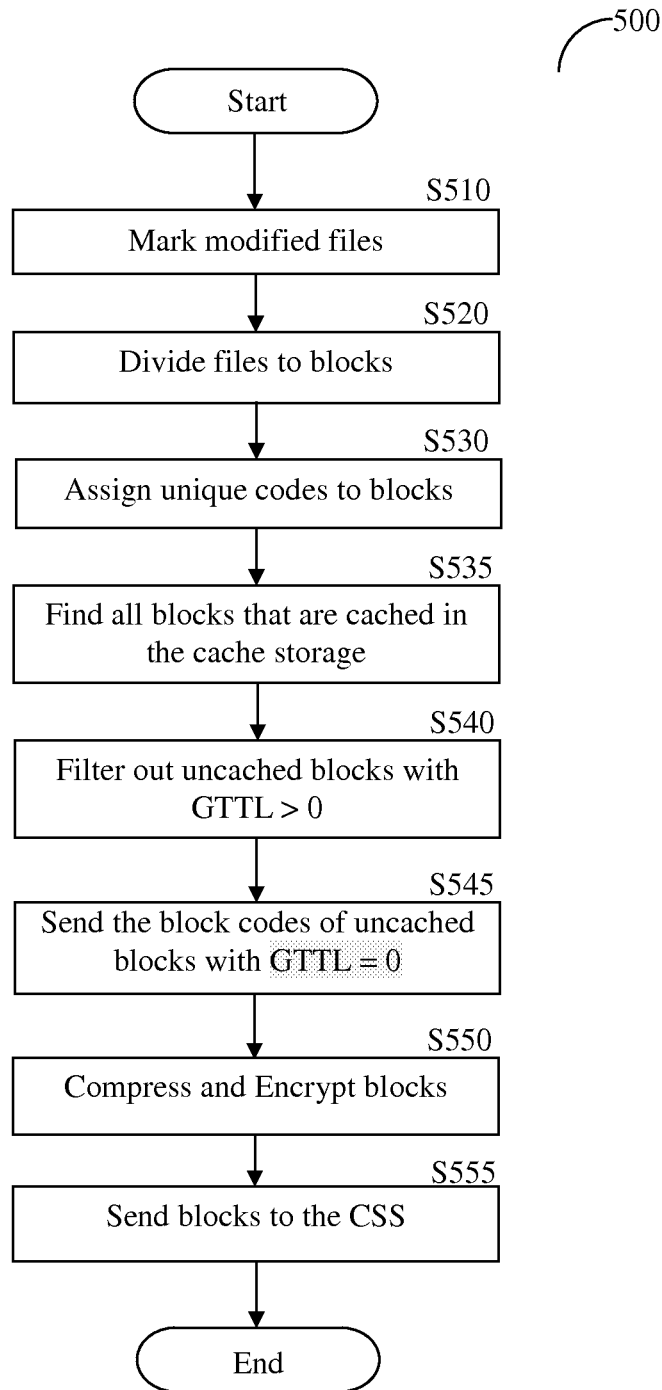 500
Start
S510
Mark modified files
S520
Divide files to blocks
S530
Assign unique codes to blocks
S535
Find all blocks that are cached in
the cache storage
S540
Filter out uncached blocks with
GTTL > 0
S545
Send the block codes of uncached
blocks with GTTL = 0
S550
Compress and Encrypt blocks
S555
Send blocks to the CSS
End